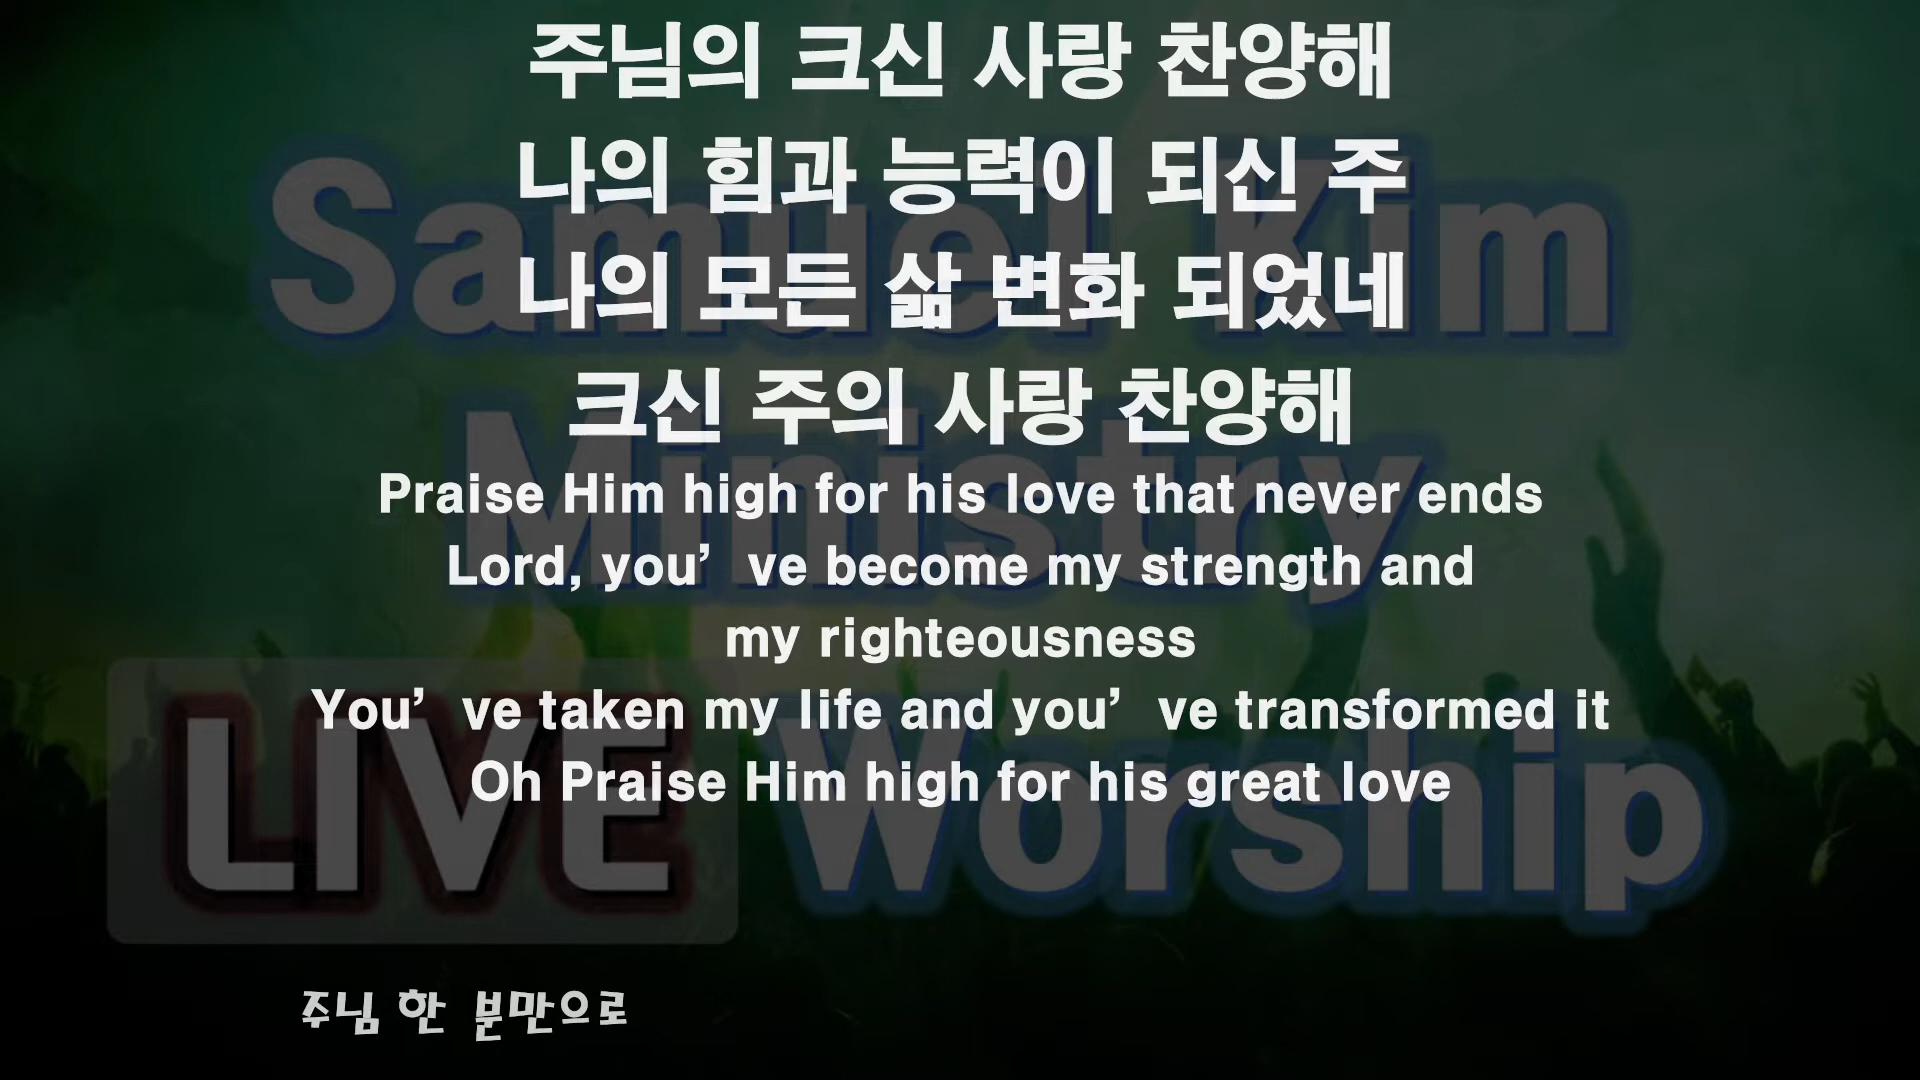 주님의 크신 사랑 찬양해
나의 힘과 능력이 되신 주
나의 모든 삶 변화 되었네
크신 주의 사랑 찬양해
Praise Him high for his love that never ends
Lord, you’ve become my strength and
my righteousness
You’ve taken my life and you’ve transformed it
Oh Praise Him high for his great love
Samuel Kim
Ministry
LIVE Worship
주님 한 분만으로